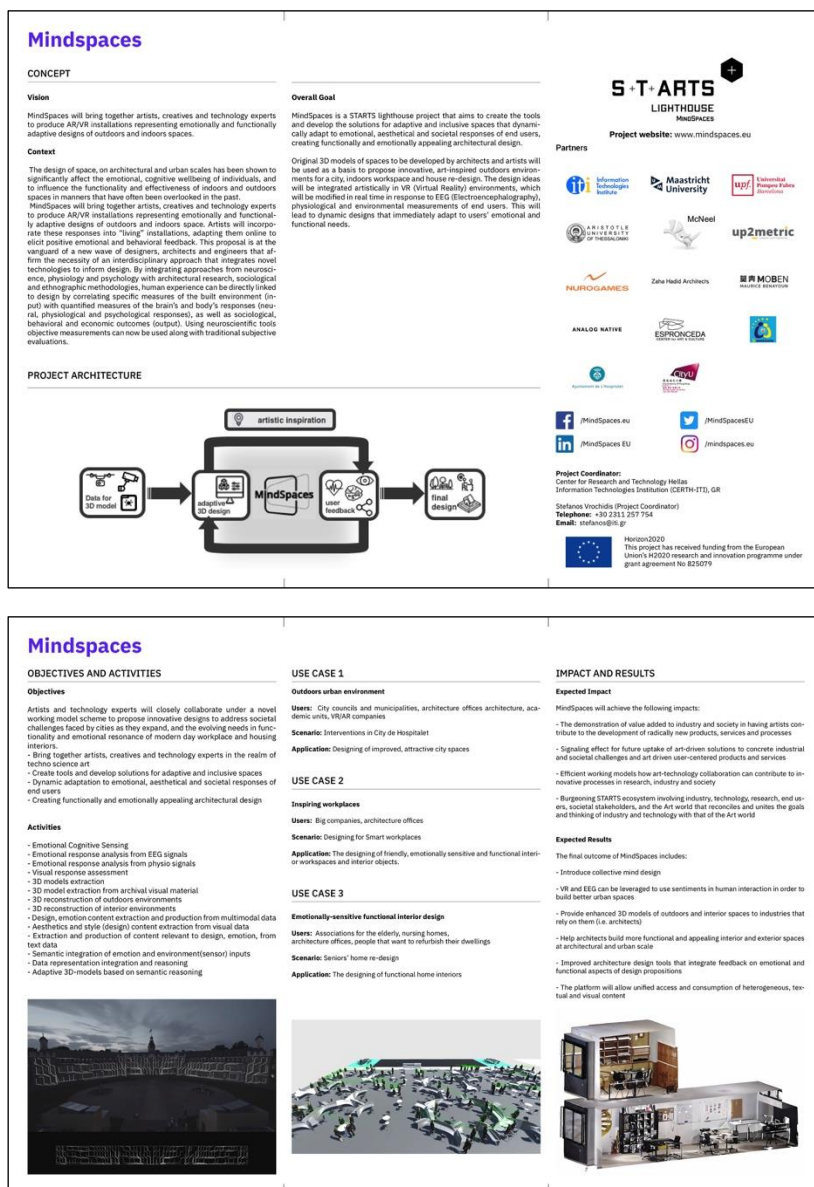 Mindspaces
CONCEPT
Vision
MindSpaces will bring together artists, creatives and technology experts
to produce AR/VR installations representing emotionally and functionally
adaptive designs of outdoors and indoors spaces.
Context
The design of space, on architectural and urban scales has been shown to
significantly affect the emotional, cognitive wellbeing of individuals, and
to influence the functionality and effectiveness of indoors and outdoors
spaces in manners that have often been overlooked in the past.
MindSpaces will bring together artists, creatives and technology experts
to produce AR/VR installations representing emotionally and functional-
ly adaptive designs of outdoors and indoors space. Artists will incorpo-
rate these responses into "living" installations, adapting them online to
elicit positive emotional and behavioral feedback. This proposal is at the
vanguard of a new wave of designers, architects and engineers that af-
firm the necessity of an interdisciplinary approach that integrates novel
technologies to inform design. By integrating approaches from neurosci-
ence, physiology and psychology with architectural research, sociological
and ethnographic methodologies, human experience can be directly linked
to design by correlating specific measures of the built environment (in-
put) with quantified measures of the brain's and body's responses (neu-
ral, physiological and psychological responses), as well as sociological,
behavioral and economic outcomes (output). Using neuroscientific tools
objective measurements can now be used along with traditional subjective
evaluations.
Overall Goal
MindSpaces is a STARTS lighthouse project that aims to create the tools
and develop the solutions for adaptive and inclusive spaces that dynami-
cally adapt to emotional, aesthetical and societal responses of end users,
creating functionally and emotionally appealing architectural design.
Original 3D models of spaces to be developed by architects and artists will
be used as a basis to propose innovative, art-inspired outdoors environ-
ments for a city, indoors workspace and house re-design. The design ideas
will be integrated artistically in VR (Virtual Reality) environments, which
will be modified in real time in response to EEG (Electroencephalography),
physiological and environmental measurements of end users. This will
lead to dynamic designs that immediately adapt to users' emotional and
functional needs.
PROJECT ARCHITECTURE
artistic inspiration
Data for
3D model
adaptive
3D design
MindSpaces
user
feedback
final
design
S+T+ARTS
LIGHTHOUSE
MINDSPACES
Project website: www.mindspaces.eu
Partners
iti Information
Technologies
Institute
Maastricht
University
upf. Universitat
Pompeu Fabra
Barcelona
ARISTOTLE
UNIVERSITY
OF THESSALONIKI
McNeel
up2metric
NUROGAMES
Zaha Hadid Architects
MOBEN
MAURICE BENAYOUN
ANALOG NATIVE
ESPRONCEDA
CENTER for ART & CULTURE
Ajuntament de L'Hospitalet
CityU
/MindSpaces.eu
/MindSpacesEU
/MindSpaces EU
/mindspaces.eu
Project Coordinator:
Center for Research and Technology Hellas
Information Technologies Institution (CERTH-ITI), GR
Stefanos Vrochidis (Project Coordinator)
Telephone: +30 2311 257 754
Email: stefanos@iti.gr
Horizon2020
This project has received funding from the European
Union's H2020 research and innovation programme under
grant agreement No 825079
Mindspaces
OBJECTIVES AND ACTIVITIES
Objectives
Artists and technology experts will closely collaborate under a novel
working model scheme to propose innovative designs to address societal
challenges faced by cities as they expand, and the evolving needs in func-
tionality and emotional resonance of modern day workplace and housing
interiors.
- Bring together artists, creatives and technology experts in the realm of
techno science art
- Create tools and develop solutions for adaptive and inclusive spaces
- Dynamic adaptation to emotional, aesthetical and societal responses of
end users
- Creating functionally and emotionally appealing architectural design
Activities
- Emotional Cognitive Sensing
- Emotional response analysis from EEG signals
- Emotional response analysis from physio signals
- Visual response assessment
- 3D models extraction
- 3D model extraction from archival visual material
- 3D reconstruction of outdoors environments
- 3D reconstruction of interior environments
- Design, emotion content extraction and production from multimodal data
- Aesthetics and style (design) content extraction from visual data
- Extraction and production of content relevant to design, emotion, from
text data
- Semantic integration of emotion and environment(sensor) inputs
- Data representation integration and reasoning
- Adaptive 3D-models based on semantic reasoning
USE CASE 1
Outdoors urban environment
Users: City councils and municipalities, architecture offices architecture, aca-
demic units, VR/AR companies
Scenario: Interventions in City de Hospitalet
Application: Designing of improved, attractive city spaces
USE CASE 2
Inspiring workplaces
Users: Big companies, architecture offices
Scenario: Designing for Smart workplaces
Application: The designing of friendly, emotionally sensitive and functional interi-
or workspaces and interior objects.
USE CASE 3
Emotionally-sensitive functional interior design
Users: Associations for the elderly, nursing homes,
architecture offices, people that want to refurbish their dwellings
Scenario: Seniors' home re-design
Application: The designing of functional home interiors
IMPACT AND RESULTS
Expected Impact
MindSpaces will achieve the following impacts:
- The demonstration of value added to industry and society in having artists con-
tribute to the development of radically new products, services and processes
- Signaling effect for future uptake of art-driven solutions to concrete industrial
and societal challenges and art driven user-centered products and services
- Efficient working models how art-technology collaboration can contribute to in-
novative processes in research, industry and society
- Burgeoning STARTS ecosystem involving industry, technology, research, end us-
ers, societal stakeholders, and the Art world that reconciles and unites the goals
and thinking of industry and technology with that of the Art world
Expected Results
The final outcome of MindSpaces includes:
- Introduce collective mind design
- VR and EEG can be leveraged to use sentiments in human interaction in order to
build better urban spaces
- Provide enhanced 3D models of outdoors and interior spaces to industries that
rely on them (i.e. architects)
- Help architects build more functional and appealing interior and exterior spaces
at architectural and urban scale
- Improved architecture design tools that integrate feedback on emotional and
functional aspects of design propositions
- The platform will allow unified access and consumption of heterogeneous, tex-
tual and visual content